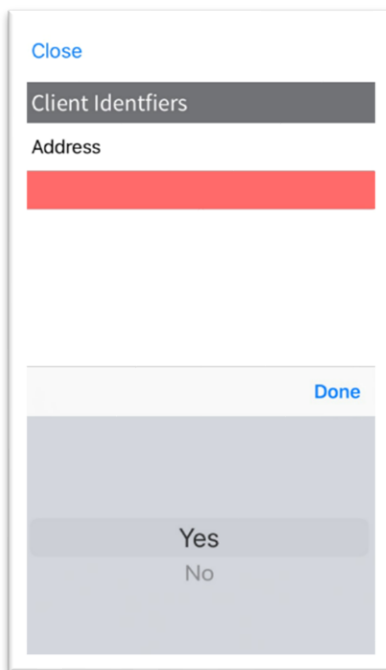 Close
Client Identfiers
Address
Done
Yes
No